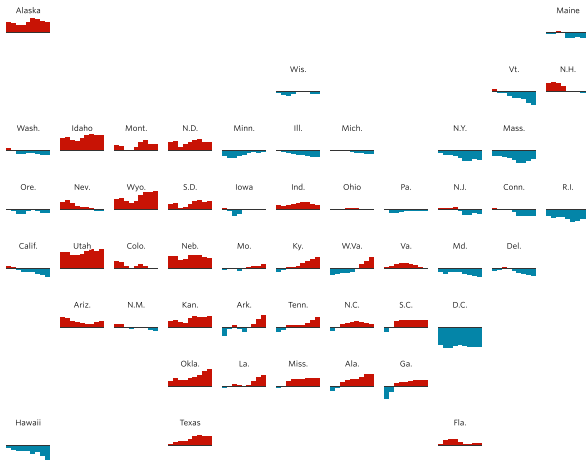 Alaska Maine
Wis. Vt. N.H.
Wash. Idaho Mont. N.D. Minn. Ill. Mich. N.Y. Mass.
Ore. Nev. Wyo. S.D. Iowa Ind. Ohio Pa. N.J. Conn. R.I.
Calif. Utah Colo. Neb. Mo. Ky. W.Va. Va. Md. Del.
Ariz. N.M. Kan. Ark. Tenn. N.C. S.C. D.C.
Okla. La. Miss. Ala. Ga.
Hawaii Texas Fla.